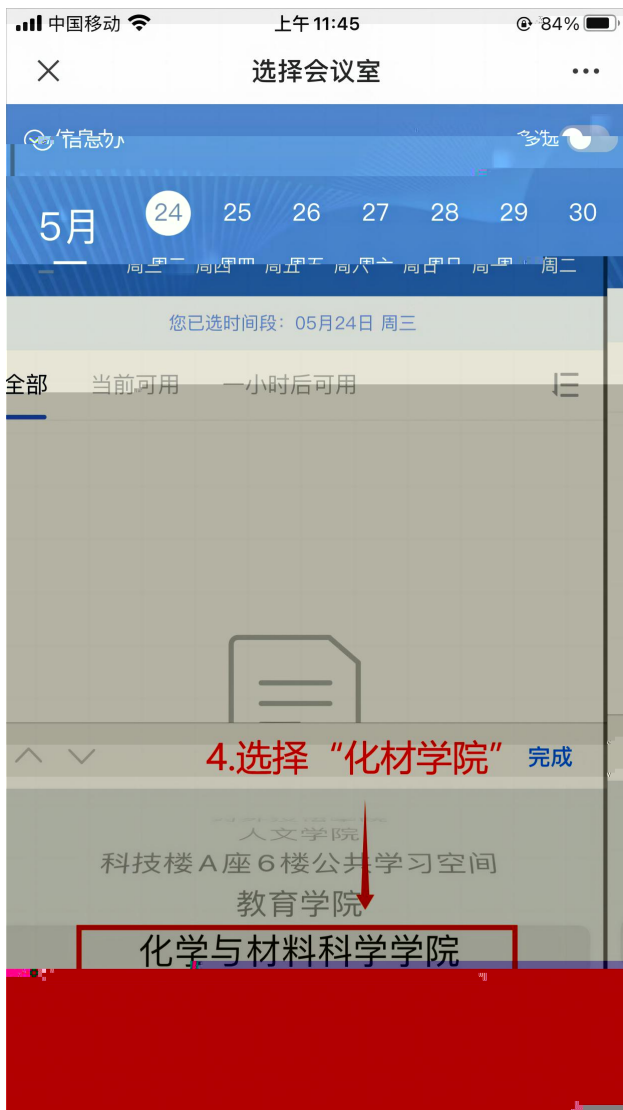 中国移动 上午 11:45 84%
选择会议室
信息办 多选
5月 24 25 26 27 28 29 30
您已选时间段：05月24日 周三
全部 当前可用 一小时后可用
4.选择“化材学院” 完成
人文学院
科技楼A座6楼公共学习空间
教育学院
化学与材料科学学院